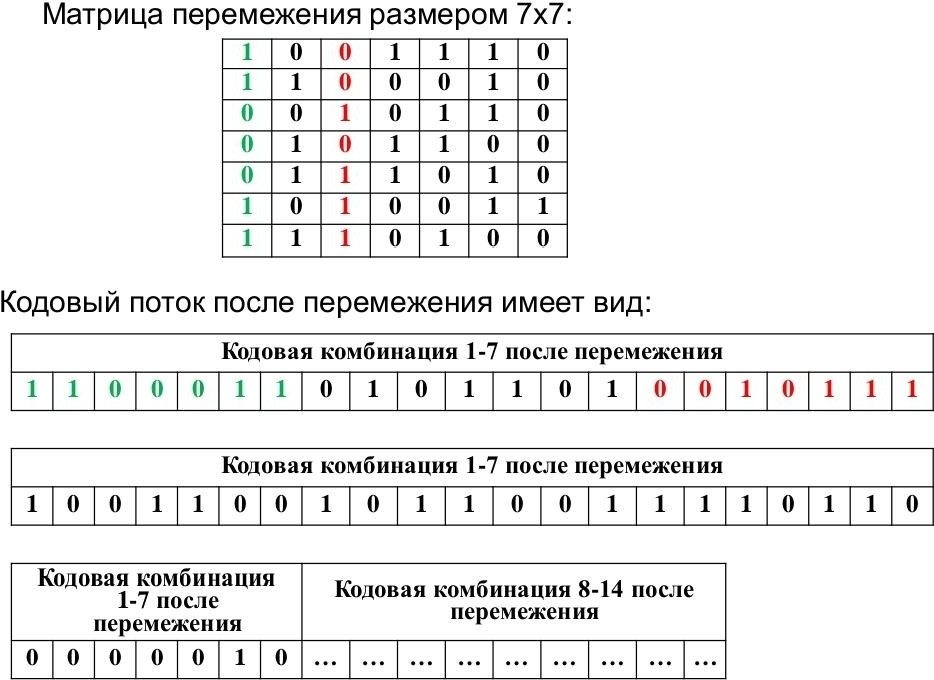 Матрица перемежения размером 7х7:
1 0 0 1 1 1 0
1 1 0 0 0 1 0
0 0 1 0 1 1 0
0 1 0 1 1 0 0
0 1 1 1 0 1 0
1 0 1 0 0 1 1
1 1 1 0 1 0 0
Кодовый поток после перемежения имеет вид:
Кодовая комбинация 1-7 после перемежения
1 1 0 0 0 1 1 0 1 0 1 1 0 1 0 0 1 0 1 1 1
Кодовая комбинация 1-7 после перемежения
1 0 0 1 1 0 0 1 0 1 1 0 0 1 1 1 1 0 1 1 0
Кодовая комбинация
1-7 после
перемежения
Кодовая комбинация 8-14 после
перемежения
0 0 0 0 0 1 0 ... ... ... ... ... ... ... ... ...